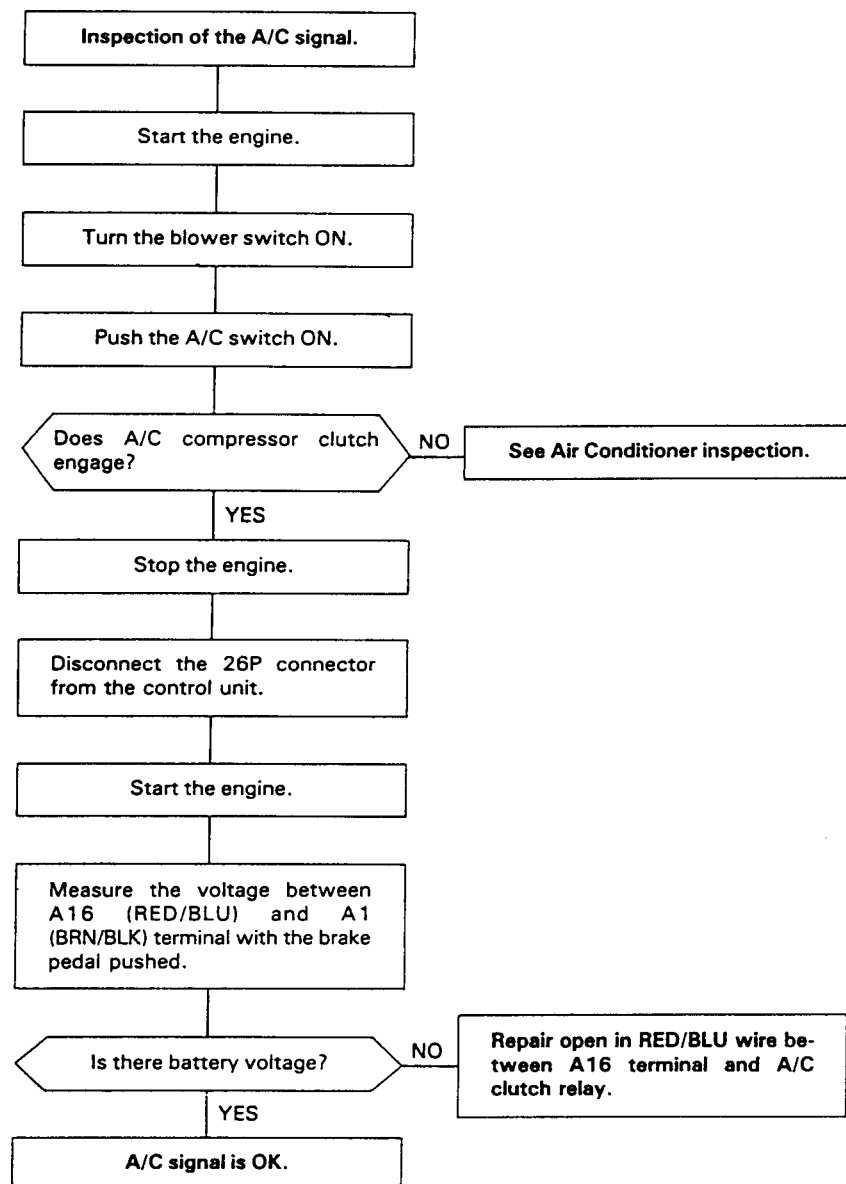 Inspection of the A/C signal.
Start the engine.
Turn the blower switch ON.
Push the A/C switch ON.
Does A/C compressor clutch
engage?
NO
See Air Conditioner inspection.
YES
Stop the engine.
Disconnect the 26P connector
from the control unit.
Start the engine.
Measure the voltage between
A16 (RED/BLU) and A1
(BRN/BLK) terminal with the brake
pedal pushed.
Is there battery voltage?
NO
Repair open in RED/BLU wire be-
tween A16 terminal and A/C
clutch relay.
YES
A/C signal is OK.